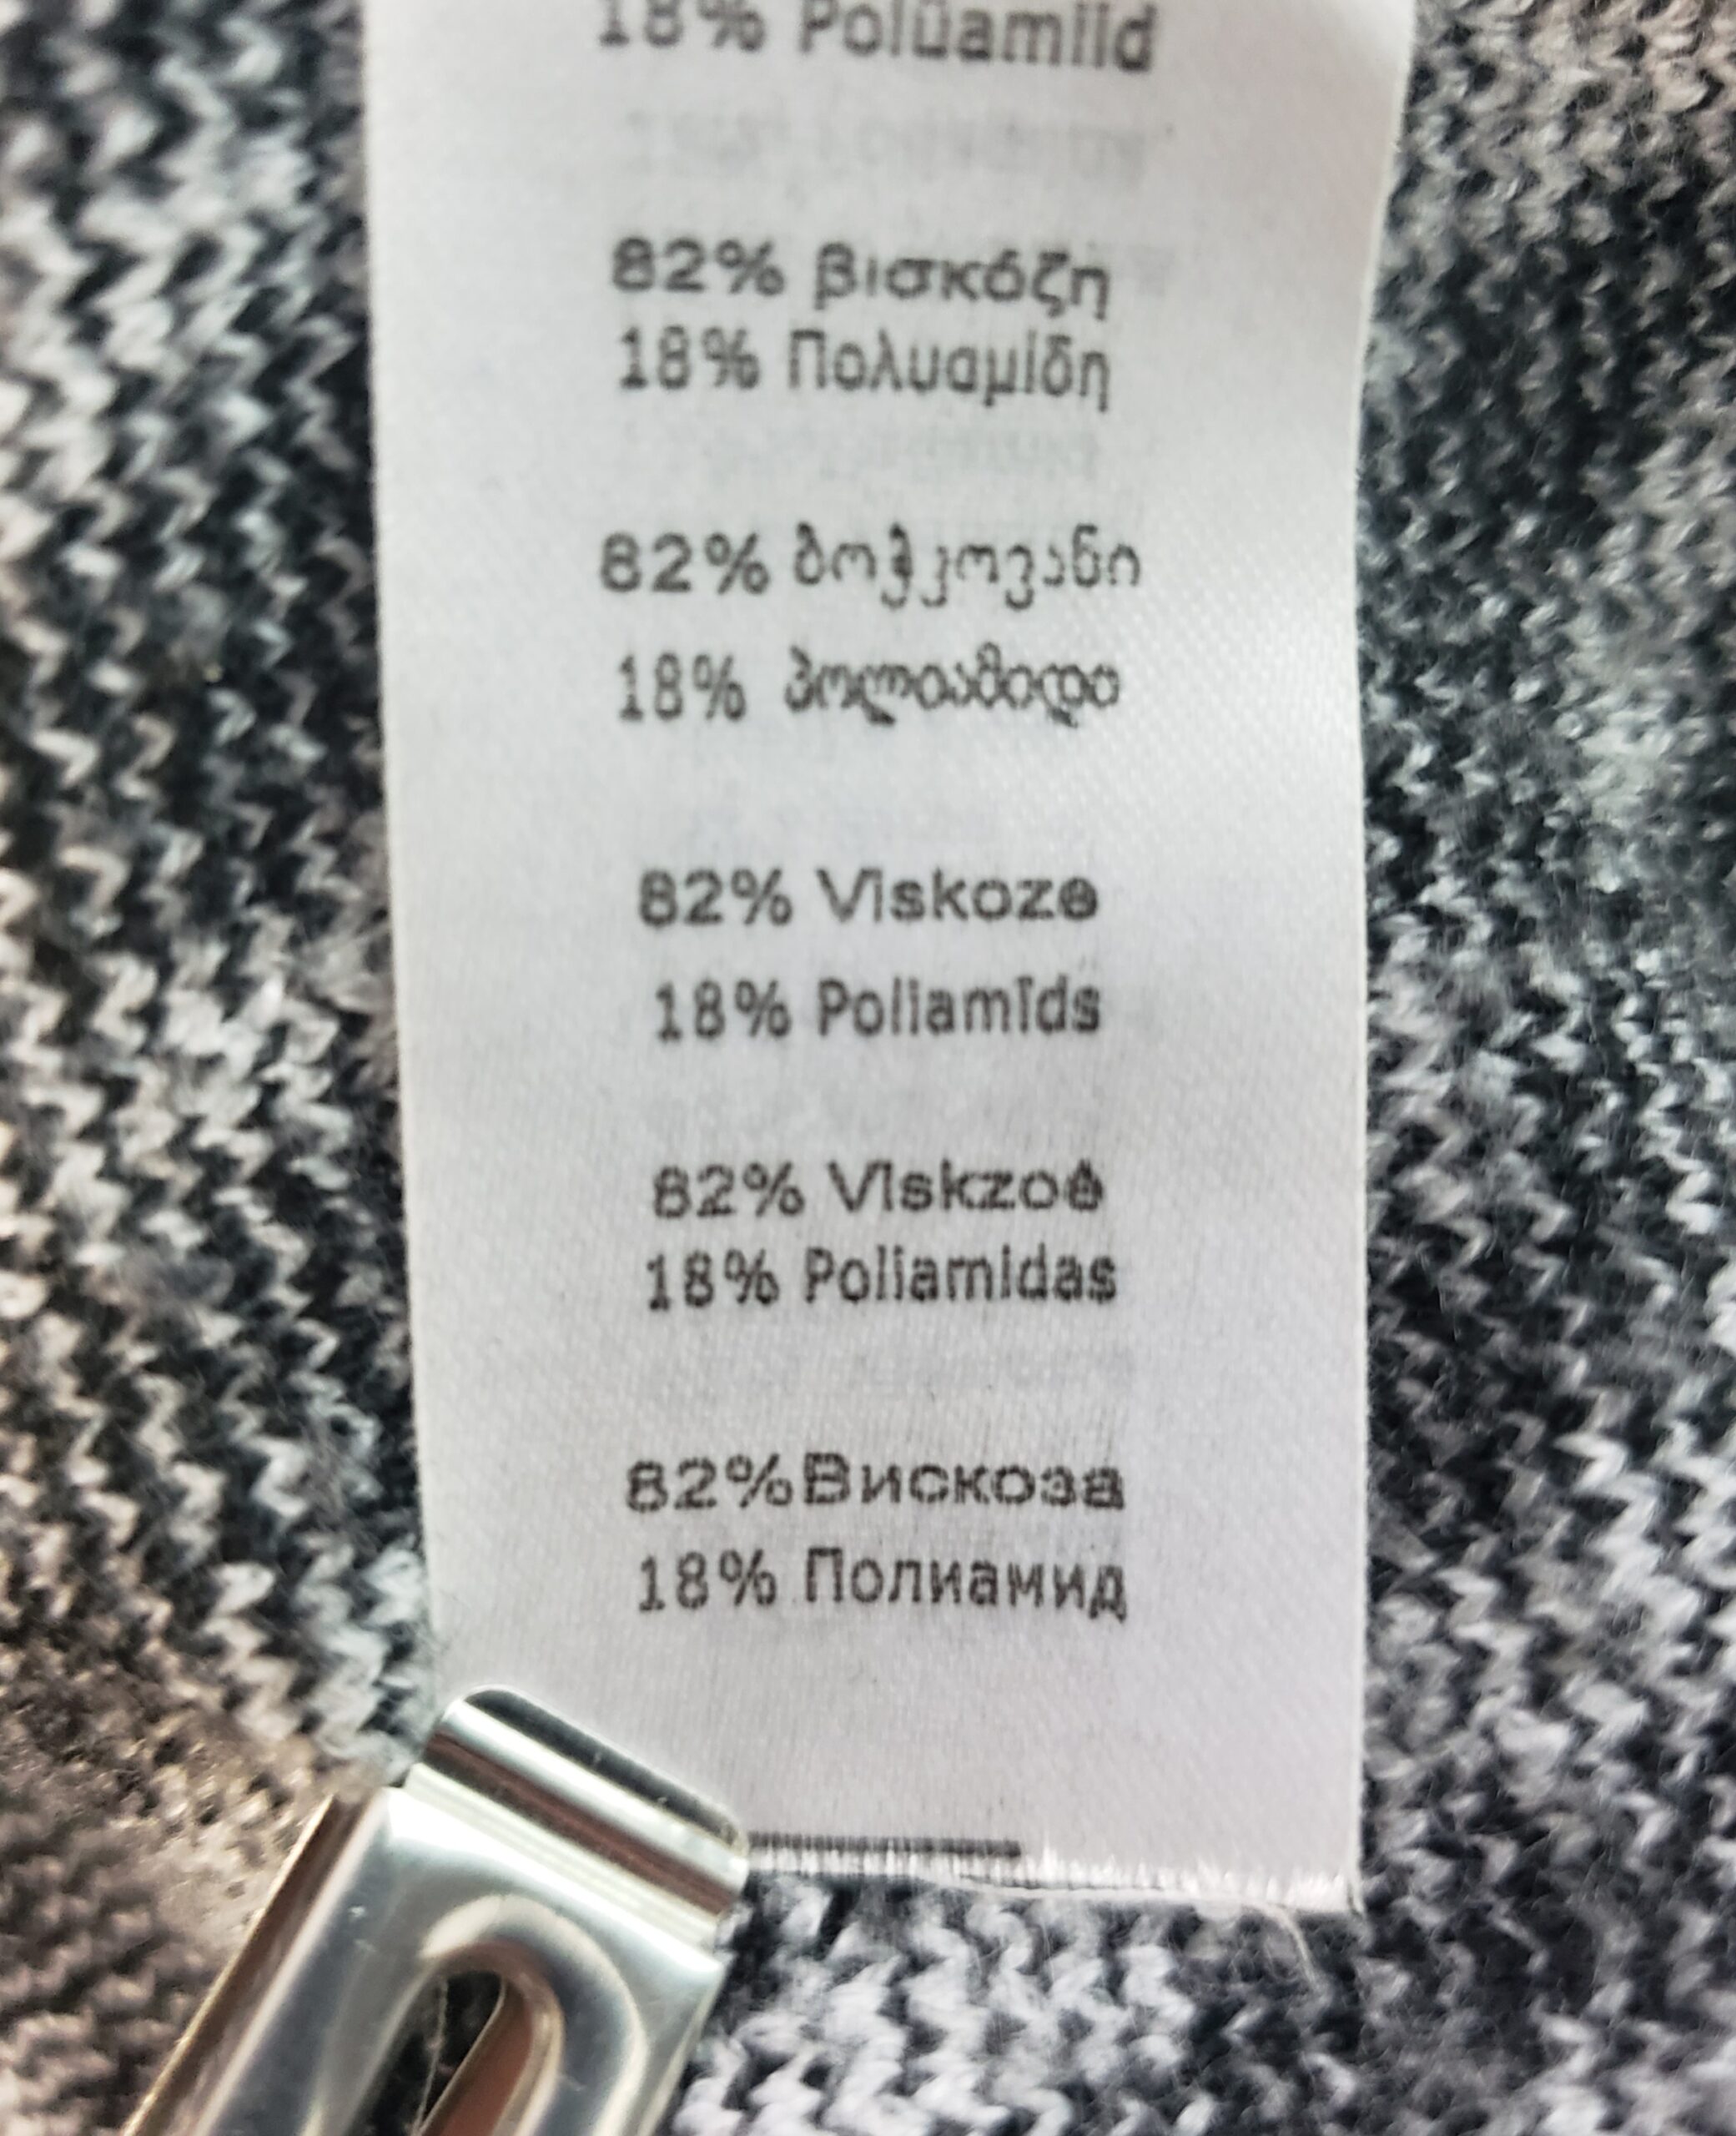 18% Polüamiid
82% βισκόζη
18% Πολυαμίδη
82% ბოჭკოვანი
18% პოლიამიდი
82% Viskoze
18% Poliamīds
82% Viskzoė
18% Poliamidas
82%Вискоза
18% Полиамид